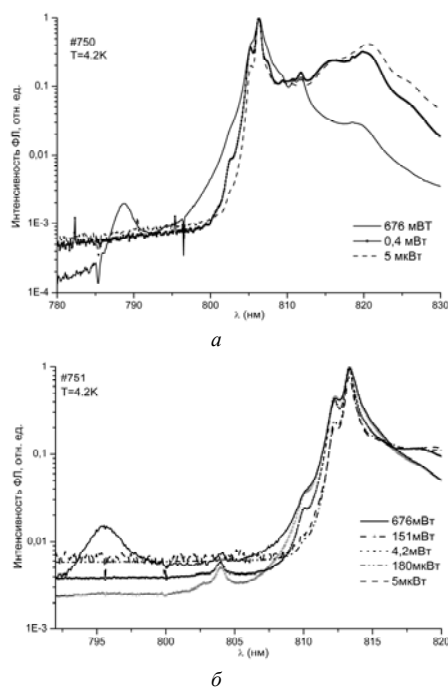 #750
T=4.2K
Интенсивность ФЛ, отн. ед.
1
0,1
0,01
1E-3
1E-4
676 мВТ
0,4 мВт
5 мкВт
780 790 800 810 820 830
λ (нм)
а
#751
T=4.2K
Интенсивность ФЛ, отн. ед.
1
0,1
0,01
1E-3
676мВт
151мВт
4,2мВт
180мкВт
5мкВт
795 800 805 810 815 820
λ (нм)
б